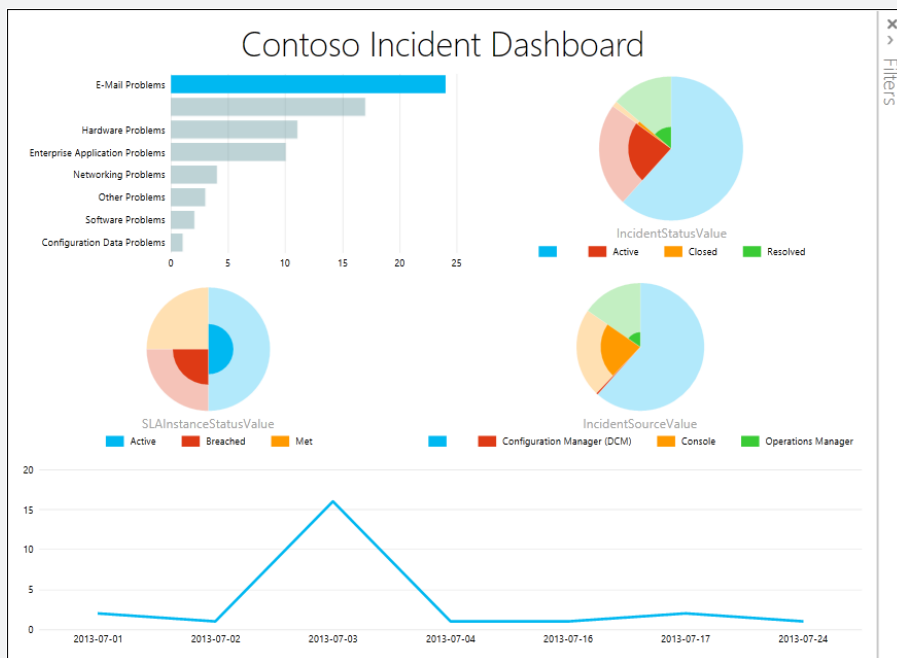 Contoso Incident Dashboard
Filters
E-Mail Problems
Hardware Problems
Enterprise Application Problems
Networking Problems
Other Problems
Software Problems
Configuration Data Problems
0 5 10 15 20 25
IncidentStatusValue
Active Closed Resolved
SLAInstanceStatusValue
Active Breached Met
IncidentSourceValue
Configuration Manager (DCM) Console Operations Manager
20
15
10
5
0
2013-07-01 2013-07-02 2013-07-03 2013-07-04 2013-07-16 2013-07-17 2013-07-24